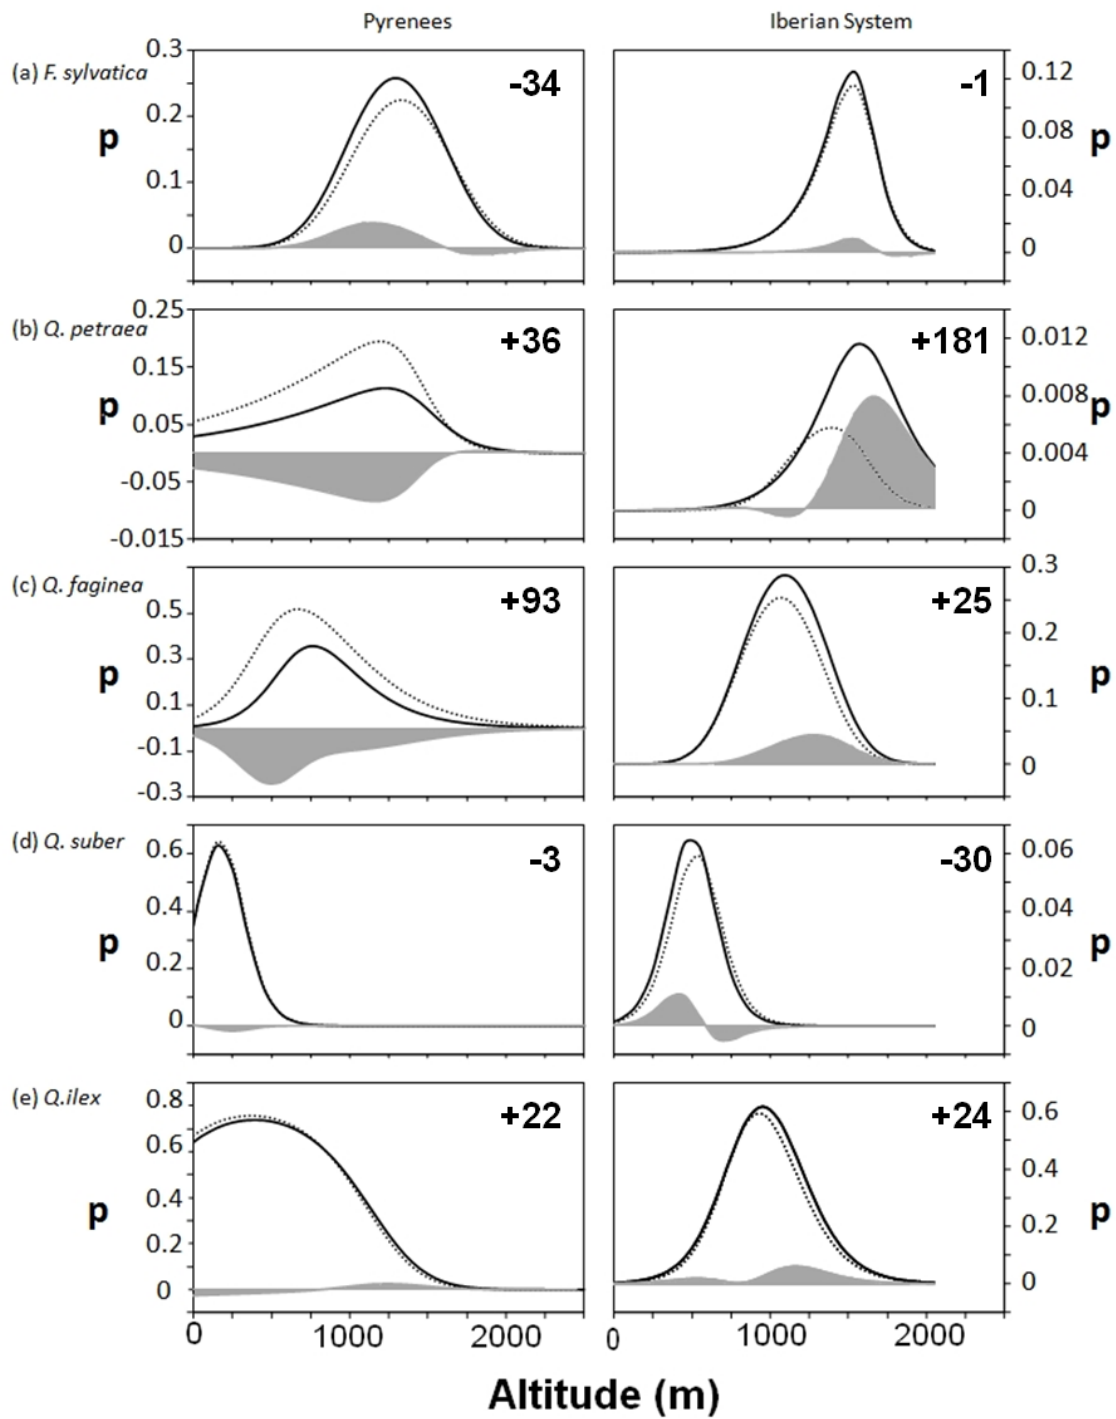 Pyrenees Iberian System
(a) F. sylvatica
p
0.3
0.2
0.1
0
-34
-1
0.12
0.08
0.04
0
p
(b) Q. petraea
p
0.25
0.15
0.05
-0.05
-0.015
+36
+181
0.012
0.008
0.004
0
p
(c) Q. faginea
p
0.5
0.3
0.1
-0.1
-0.3
+93
+25
0.3
0.2
0.1
0
p
(d) Q. suber
p
0.6
0.4
0.2
0
-3
-30
0.06
0.04
0.02
0
p
(e) Q.ilex
p
0.8
0.6
0.4
0.2
0
+22
+24
0.6
0.4
0.2
0
p
0 1000 2000 0 1000 2000
Altitude (m)